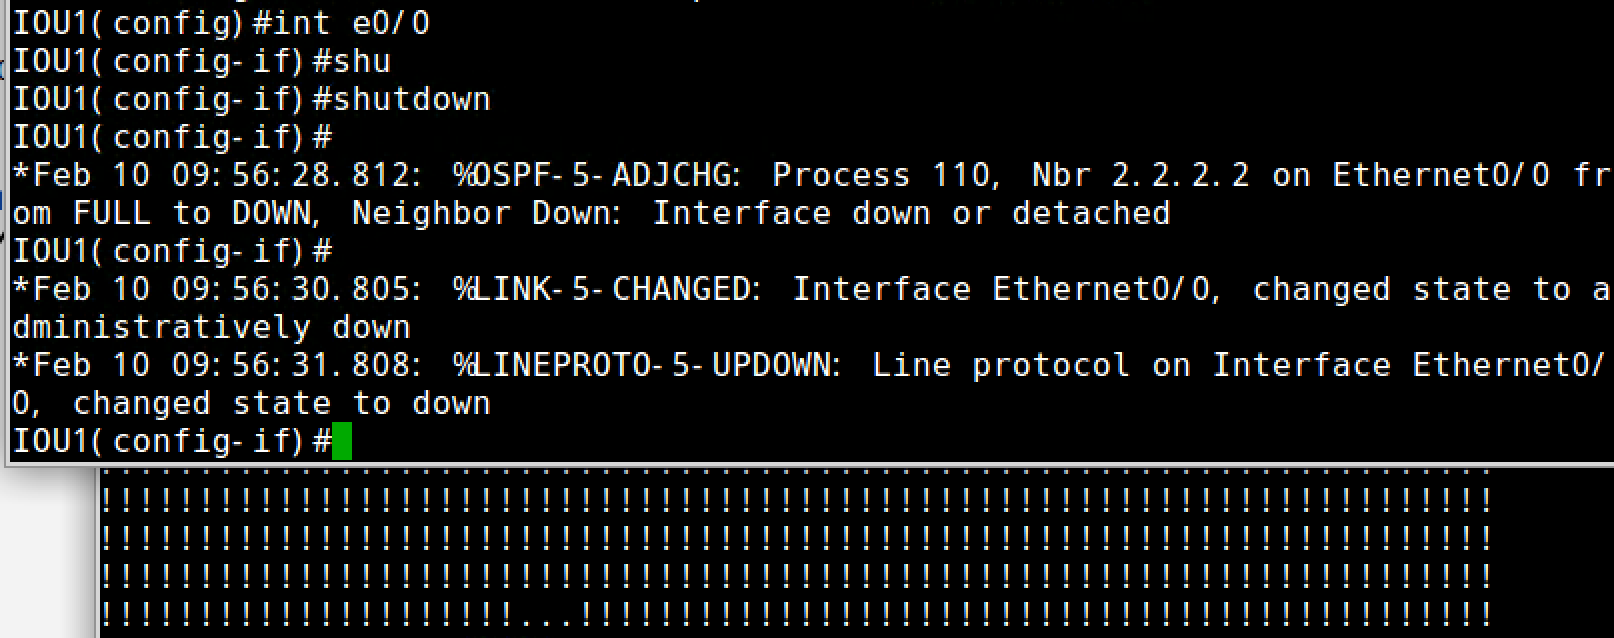 IOU1(config)#int e0/0
IOU1(config-if)#shu
IOU1(config-if)#shutdown
IOU1(config-if)#
*Feb 10 09:56:28.812: %OSPF-5-ADJCHG: Process 110, Nbr 2.2.2.2 on Ethernet0/0 fr
om FULL to DOWN, Neighbor Down: Interface down or detached
IOU1(config-if)#
*Feb 10 09:56:30.805: %LINK-5-CHANGED: Interface Ethernet0/0, changed state to a
dministratively down
*Feb 10 09:56:31.808: %LINEPROTO-5-UPDOWN: Line protocol on Interface Ethernet0/
0, changed state to down
IOU1(config-if)#
!!!!!!!!!!!!!!!!!!!!!!!!!!!!!!!!!!!!!!!!!!!!!!!!!!!!!!!!!!!!!!!!!!!!!!
!!!!!!!!!!!!!!!!!!!!!!!!!!!!!!!!!!!!!!!!!!!!!!!!!!!!!!!!!!!!!!!!!!!!!!
!!!!!!!!!!!!!!!!!!!!!!!!!!!!!!!!!!!!!!!!!!!!!!!!!!!!!!!!!!!!!!!!!!!!!!
!!!!!!!!!!!!!!!!!!!!!...!!!!!!!!!!!!!!!!!!!!!!!!!!!!!!!!!!!!!!!!!!!!!!